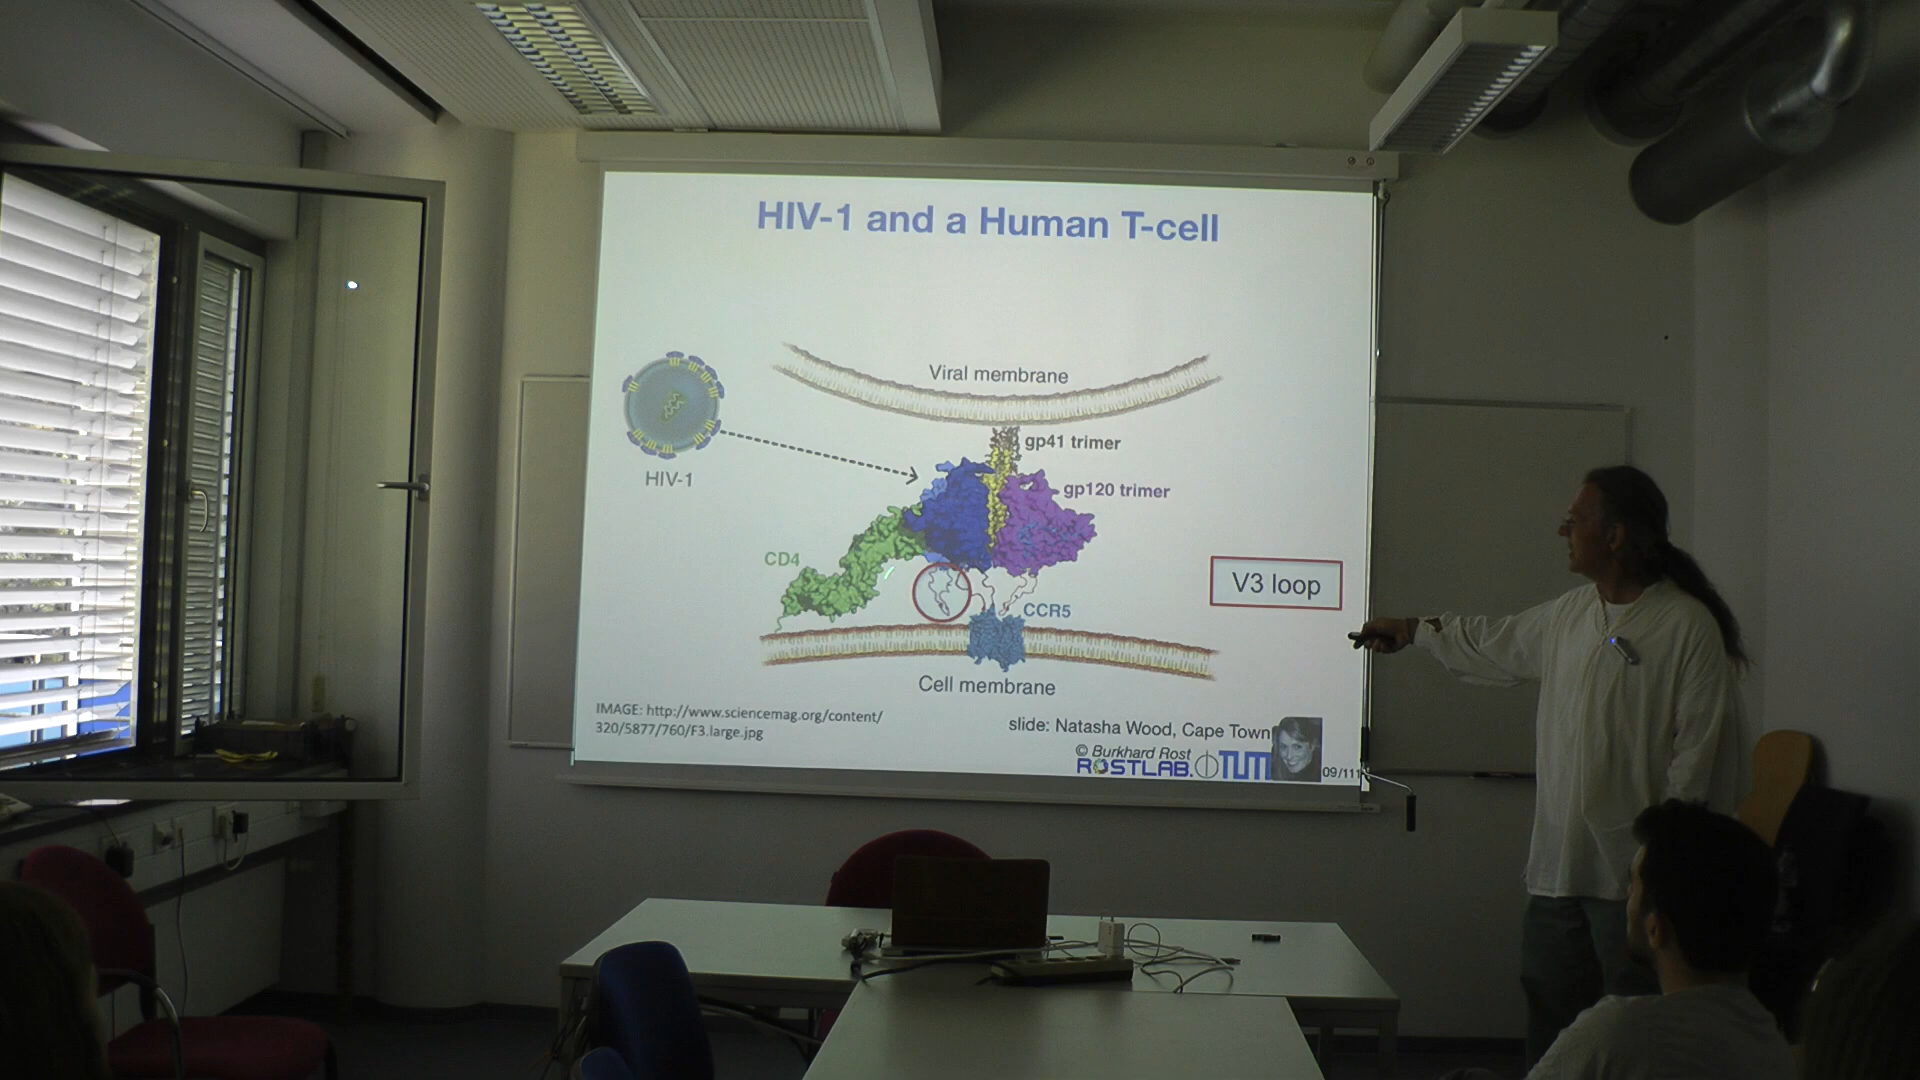 HIV-1 and a Human T-cell
Viral membrane
gp41 trimer
HIV-1
gp120 trimer
CD4
V3 loop
CCR5
Cell membrane
IMAGE: http://www.sciencemag.org/content/
320/5877/760/F3.large.jpg
slide: Natasha Wood, Cape Town
© Burkhard Rost
ROSTLAB.
TUM
09/111